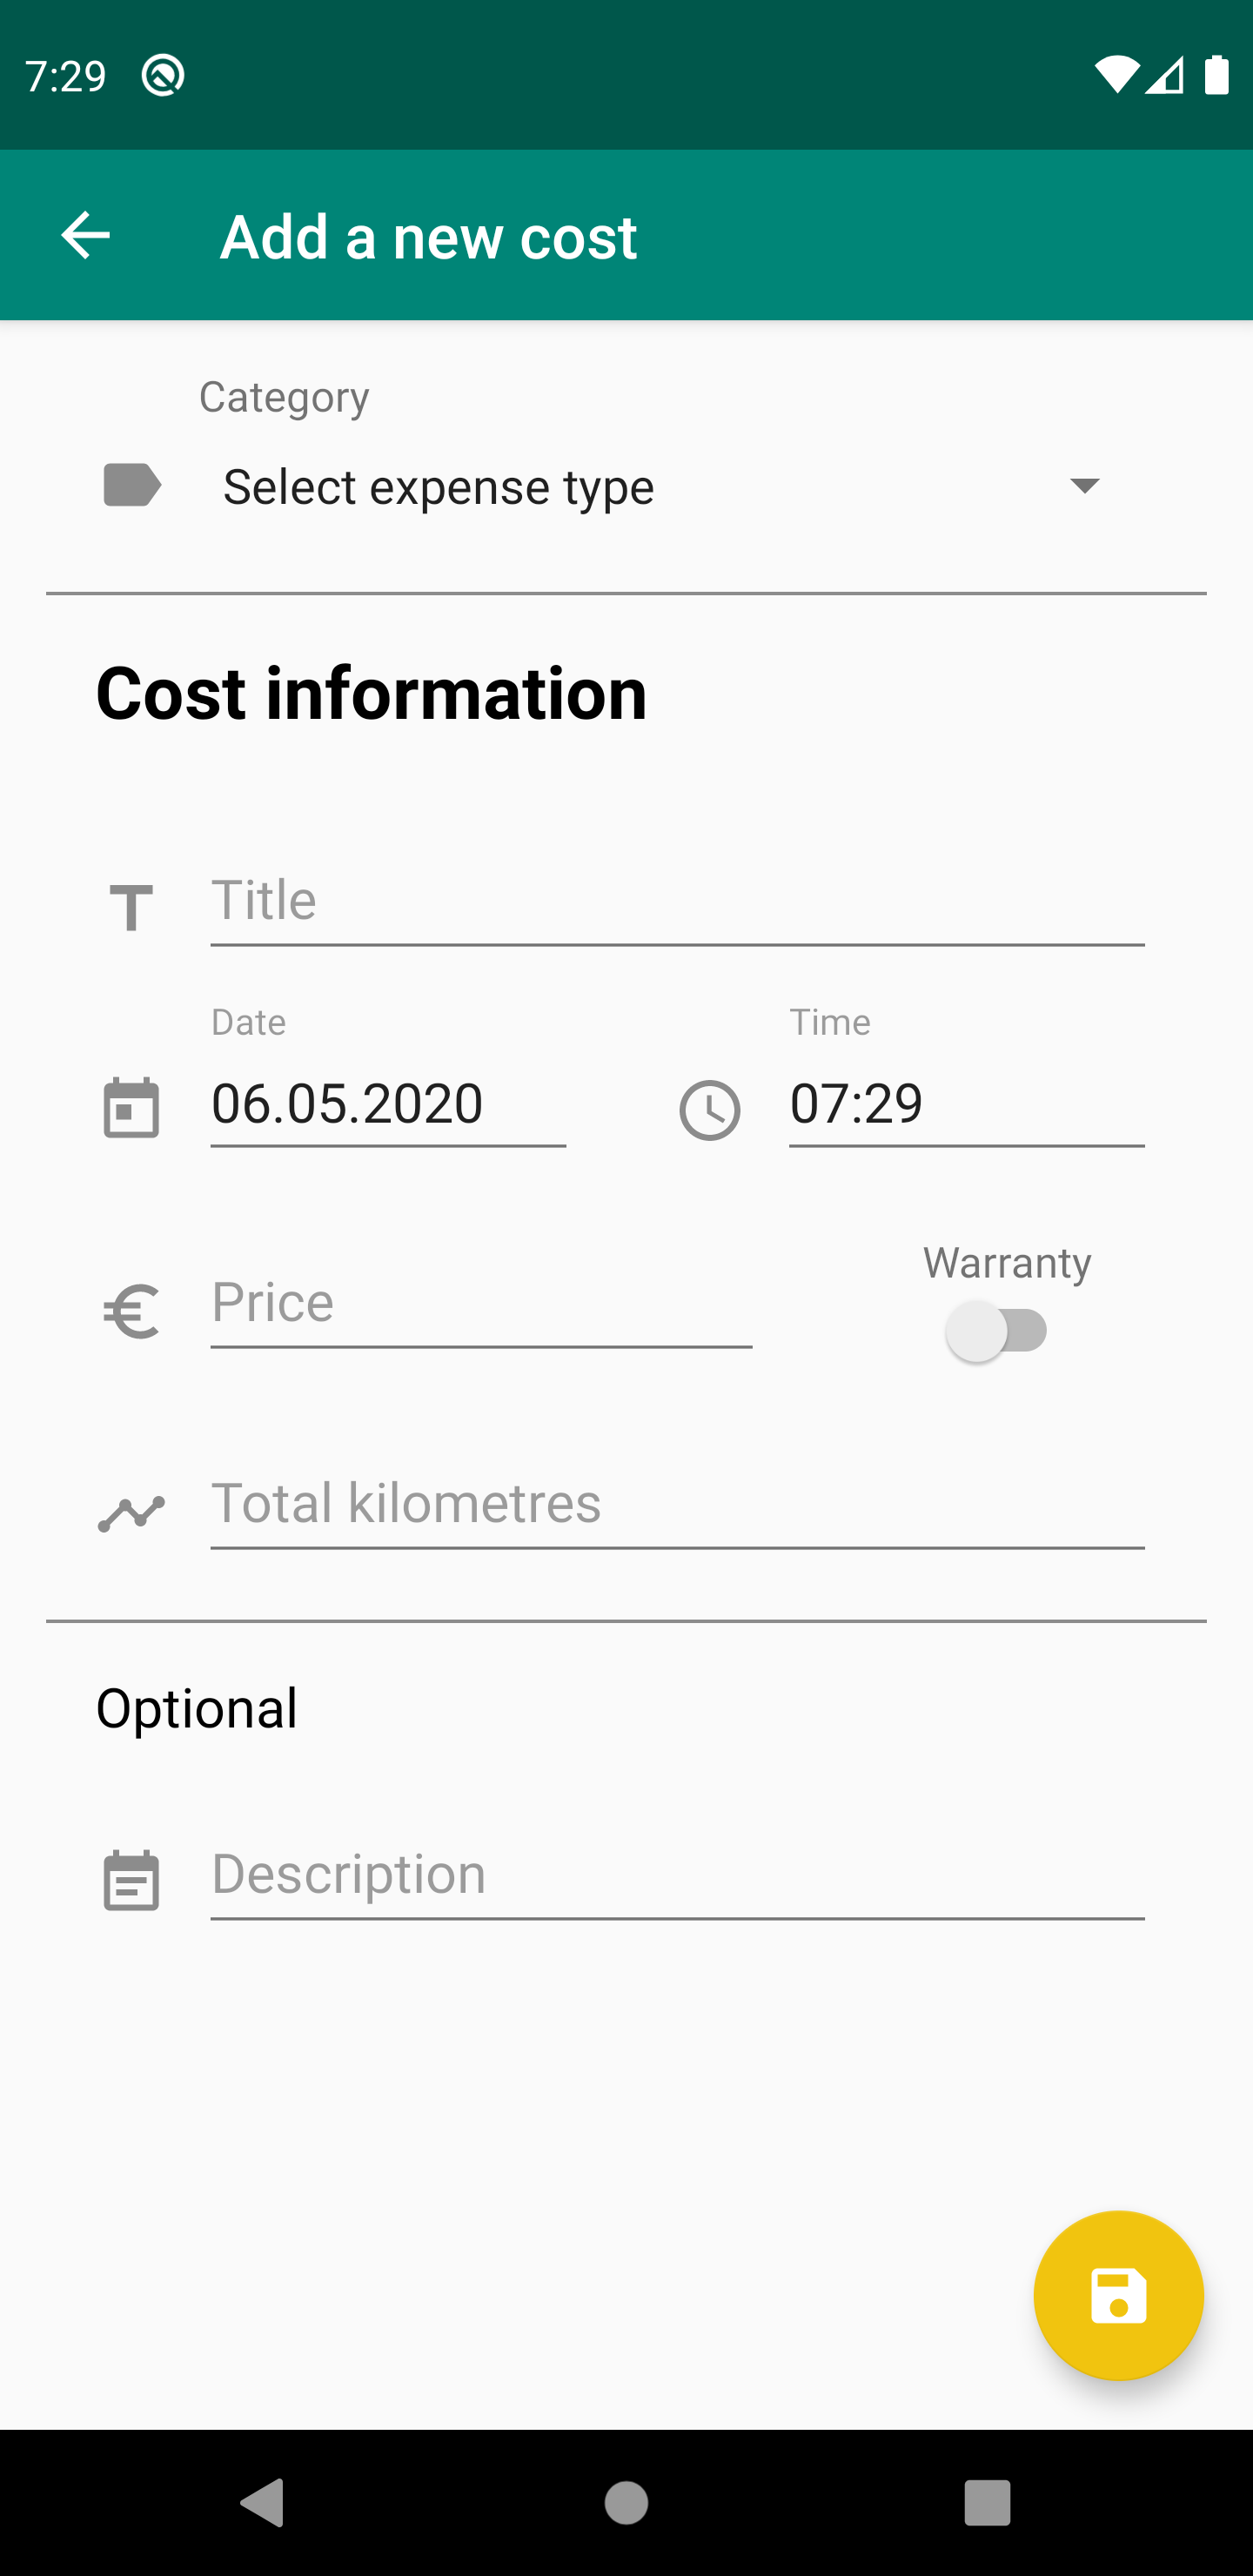 7:29
Add a new cost
Category
Select expense type
Cost information
Title
Date Time
06.05.2020 07:29
Warranty
Price
Total kilometres
Optional
Description